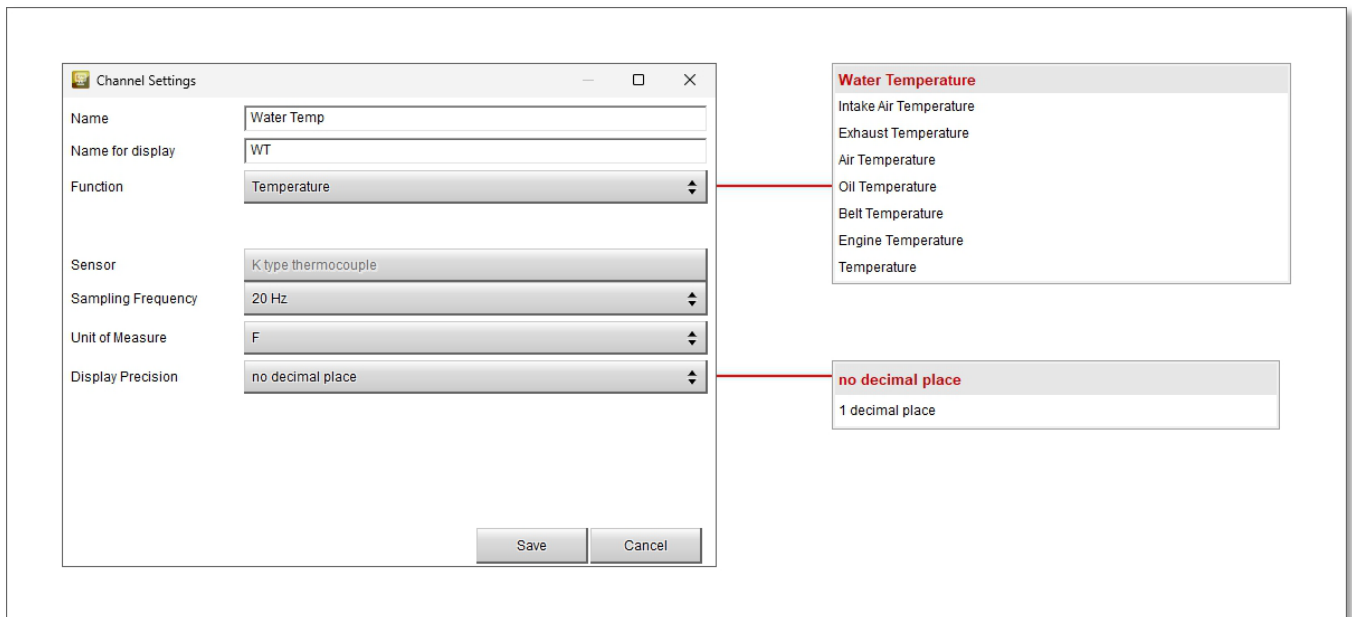 Channel Settings
Name
Water Temp
Name for display
WT
Function
Temperature
Sensor
K type thermocouple
Sampling Frequency
20 Hz
Unit of Measure
F
Display Precision
no decimal place
Save
Cancel
Water Temperature
Intake Air Temperature
Exhaust Temperature
Air Temperature
Oil Temperature
Belt Temperature
Engine Temperature
Temperature
no decimal place
1 decimal place